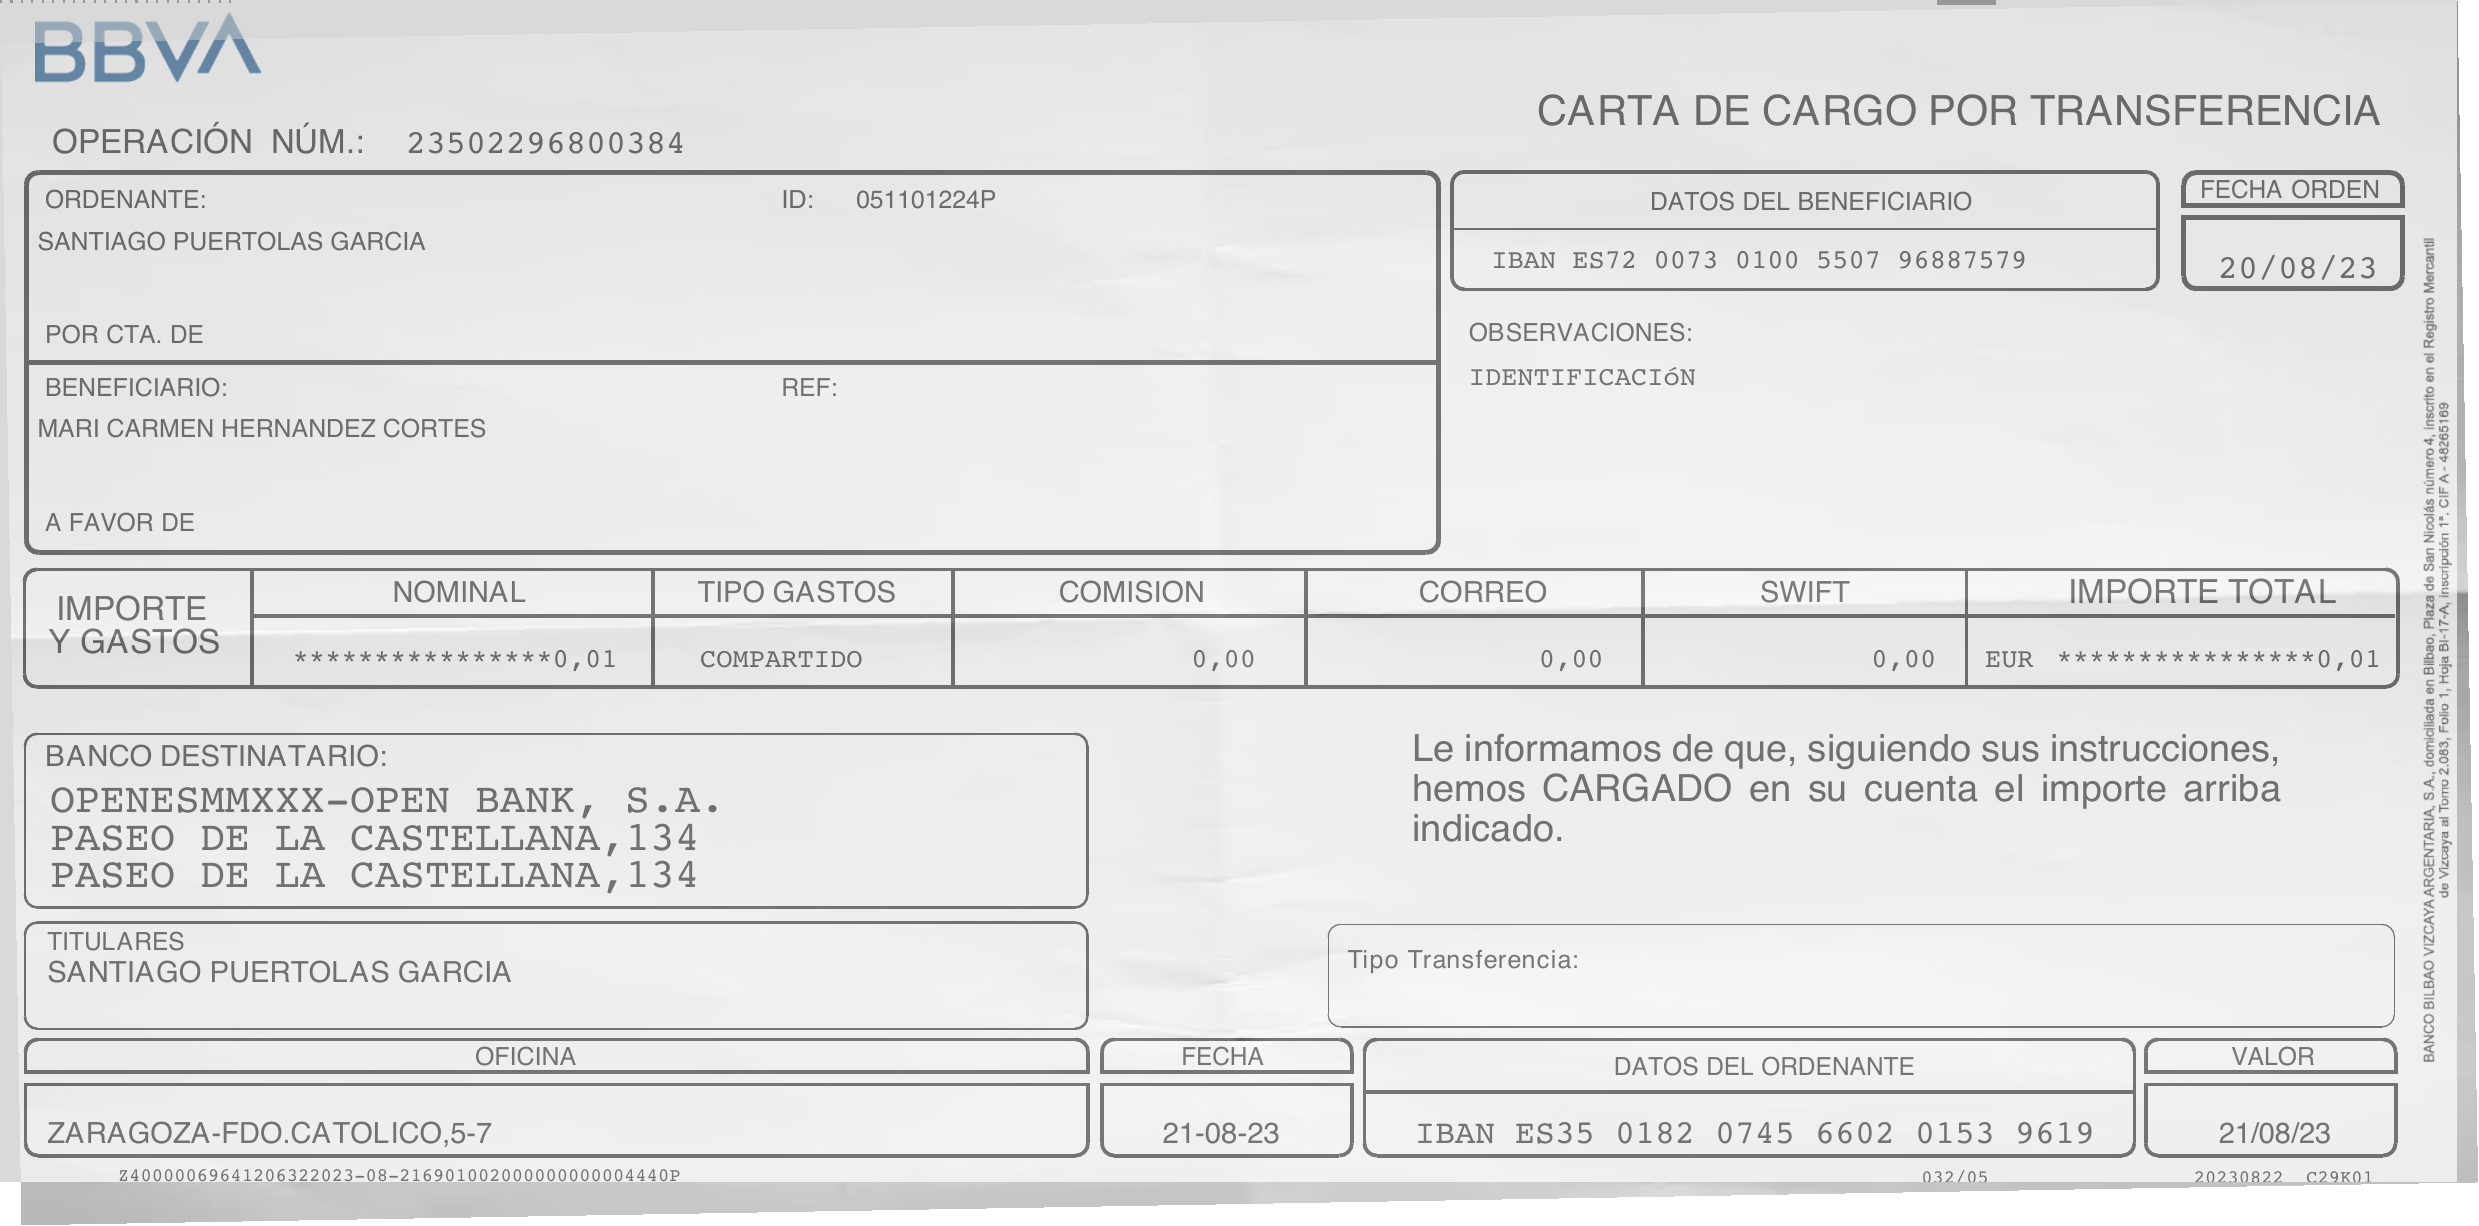 BBVA
CARTA DE CARGO POR TRANSFERENCIA
OPERACIÓN NÚM.: 23502296800384
ORDENANTE: ID: 051101224P
SANTIAGO PUERTOLAS GARCIA
POR CTA. DE
BENEFICIARIO: REF:
MARI CARMEN HERNANDEZ CORTES
A FAVOR DE
DATOS DEL BENEFICIARIO
IBAN ES72 0073 0100 5507 96887579
FECHA ORDEN
20/08/23
OBSERVACIONES:
IDENTIFICACIóN
IMPORTE Y GASTOS
NOMINAL TIPO GASTOS COMISION CORREO SWIFT IMPORTE TOTAL
****************0,01 COMPARTIDO 0,00 0,00 0,00 EUR ****************0,01
BANCO DESTINATARIO:
OPENESMMXXX-OPEN BANK, S.A.
PASEO DE LA CASTELLANA,134
PASEO DE LA CASTELLANA,134
Le informamos de que, siguiendo sus instrucciones,
hemos CARGADO en su cuenta el importe arriba
indicado.
TITULARES
SANTIAGO PUERTOLAS GARCIA
Tipo Transferencia:
OFICINA FECHA DATOS DEL ORDENANTE VALOR
ZARAGOZA-FDO.CATOLICO,5-7 21-08-23 IBAN ES35 0182 0745 6602 0153 9619 21/08/23
Z40000069641206322023-08-2169010020000000000004440P 032/05 20230822 C29K01
BANCO BILBAO VIZCAYA ARGENTARIA, S.A., domiciliada en Bilbao, Plaza de San Nicolás número 4, inscrito en el Registro Mercantil
de Vizcaya al Tomo 2.083, Folio 1, Hoja BI-17-A, inscripción 1ª. CIF A - 48265169